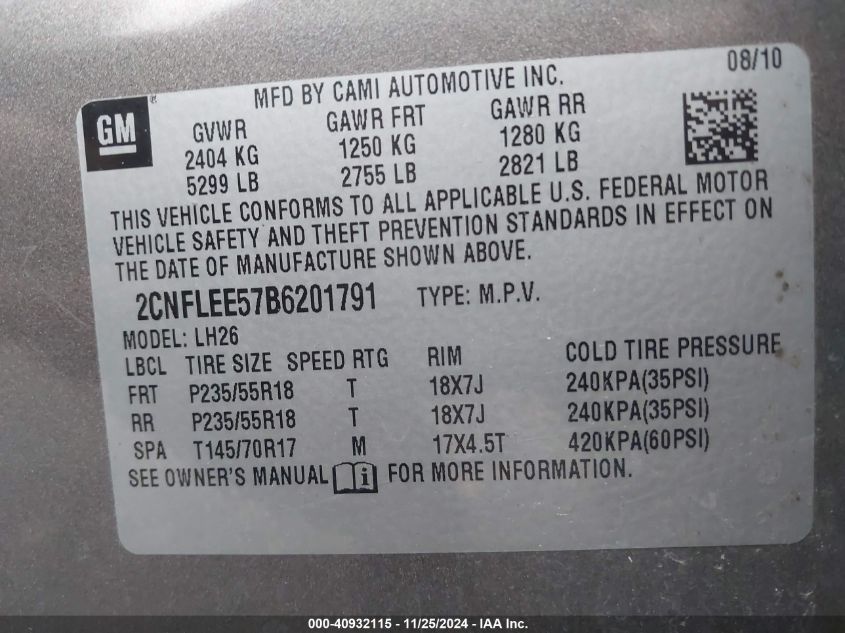 08/10
MFD BY CAMI AUTOMOTIVE INC.
GM®
GVWR GAWR FRT GAWR RR
2404 KG 1250 KG 1280 KG
5299 LB 2755 LB 2821 LB
THIS VEHICLE CONFORMS TO ALL APPLICABLE U.S. FEDERAL MOTOR
VEHICLE SAFETY AND THEFT PREVENTION STANDARDS IN EFFECT ON
THE DATE OF MANUFACTURE SHOWN ABOVE.
2CNFLEE57B6201791 TYPE: M.P.V.
MODEL: LH26
LBCL TIRE SIZE SPEED RTG RIM COLD TIRE PRESSURE
FRT P235/55R18 T 18X7J 240KPA(35PSI)
RR P235/55R18 T 18X7J 240KPA(35PSI)
SPA T145/70R17 M 17X4.5T 420KPA(60PSI)
SEE OWNER'S MANUAL i FOR MORE INFORMATION.
000-40932115 - 11/25/2024 - IAA Inc.